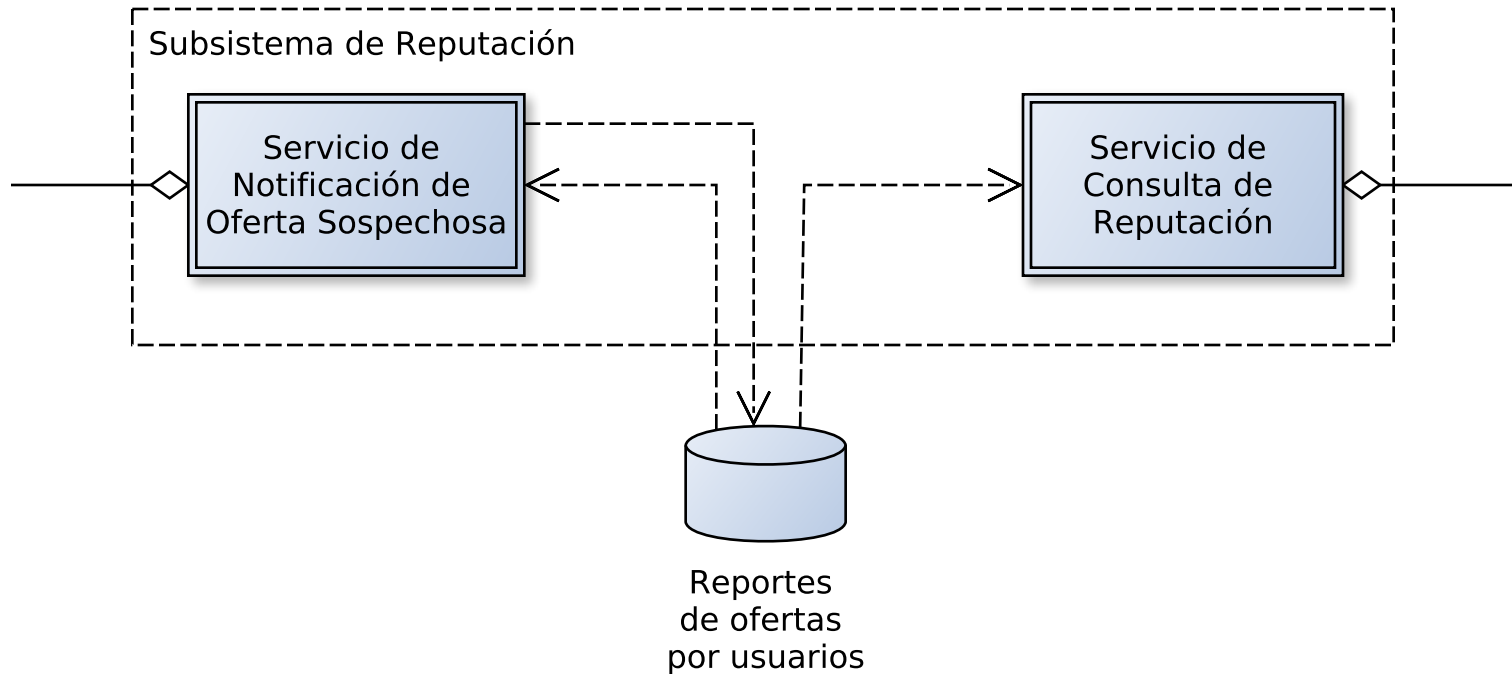 Subsistema de Reputación
Servicio de
Notificación de
Oferta Sospechosa
Servicio de
Consulta de
Reputación
Reportes
de ofertas
por usuarios